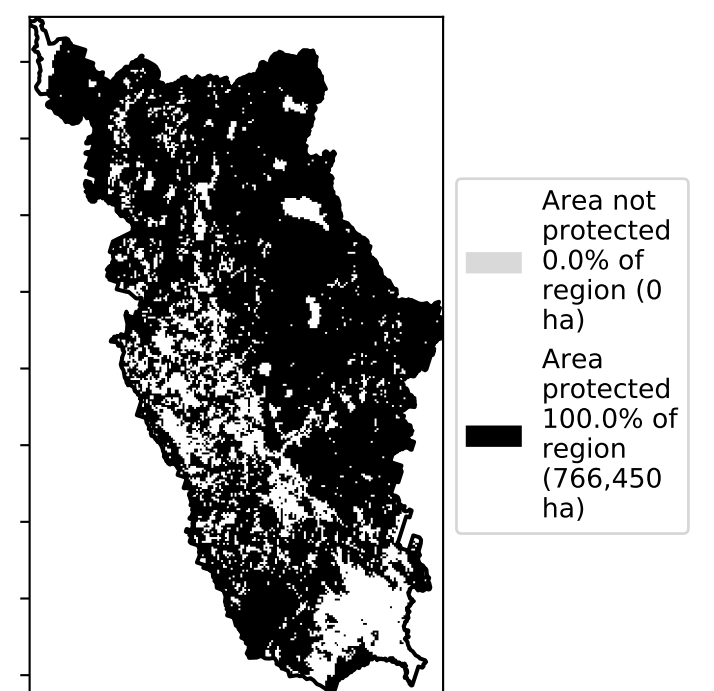 Area not
protected
0.0% of
region (0
ha)
Area
protected
100.0% of
region
(766,450
ha)